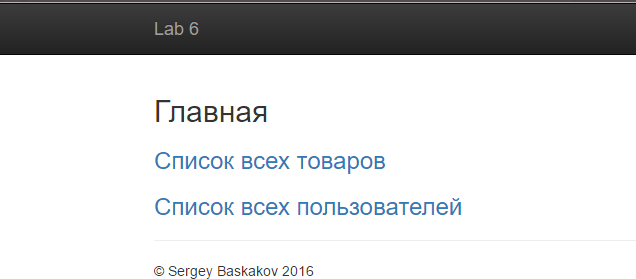 Lab 6
Главная
Список всех товаров
Список всех пользователей
© Sergey Baskakov 2016